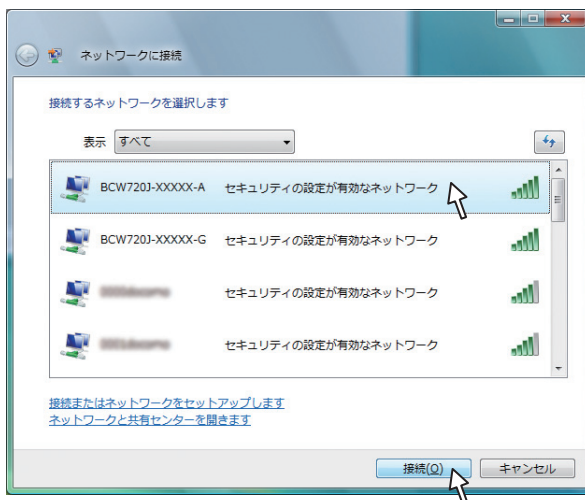 ネットワークに接続
接続するネットワークを選択します
表示 すべて
BCW720J-XXXXX-A セキュリティの設定が有効なネットワーク
BCW720J-XXXXX-G セキュリティの設定が有効なネットワーク
セキュリティの設定が有効なネットワーク
セキュリティの設定が有効なネットワーク
接続またはネットワークをセットアップします
ネットワークと共有センターを開きます
接続(O) キャンセル